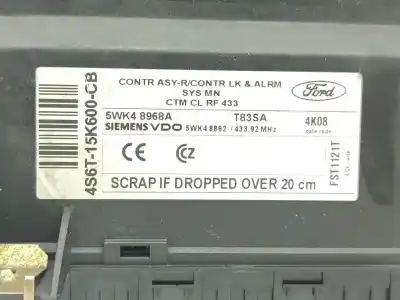 CONTR ASY-R/CONTR LK & ALRM
SYS MN
CTM CL RF 433
Ford
5WK4 8968A T83SA 4K08
SIEMENS VDO 5WK4 8862 / 433.92 MHz date code
CE CZ
SCRAP IF DROPPED OVER 20 cm
4S6T-15K600-CB
FST1121T